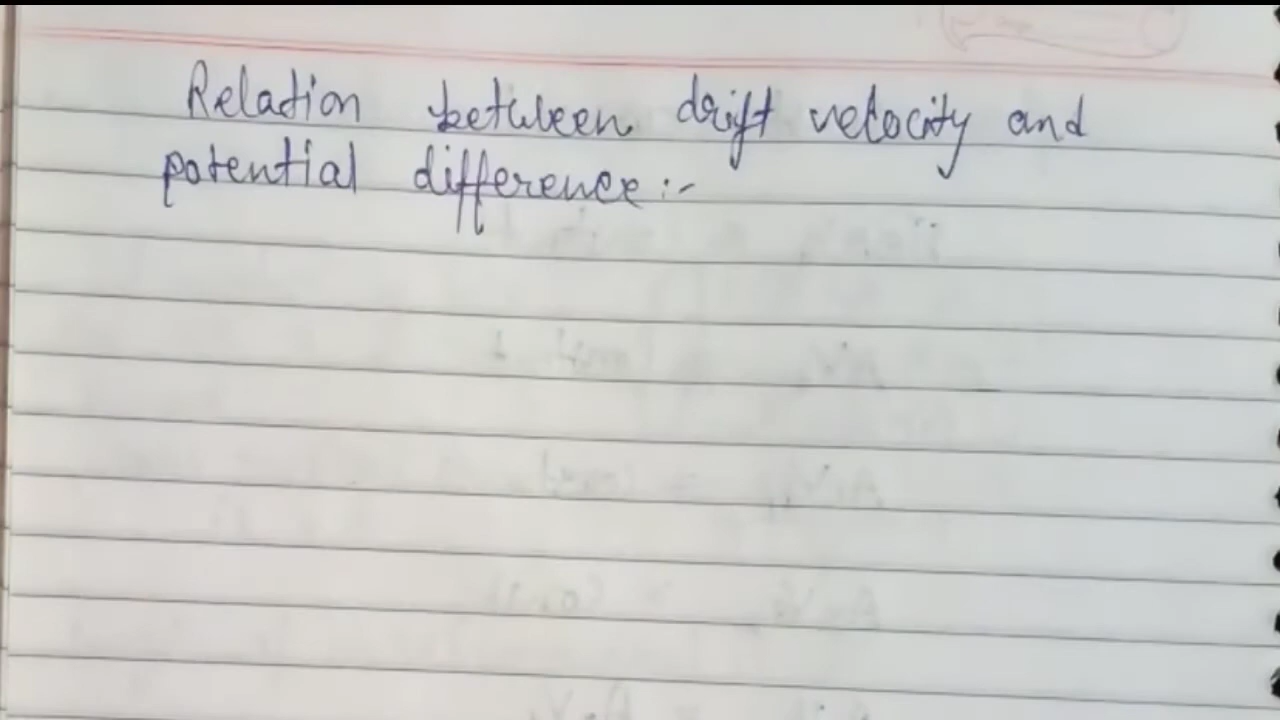 Relation between drift velocity and
potential difference :-